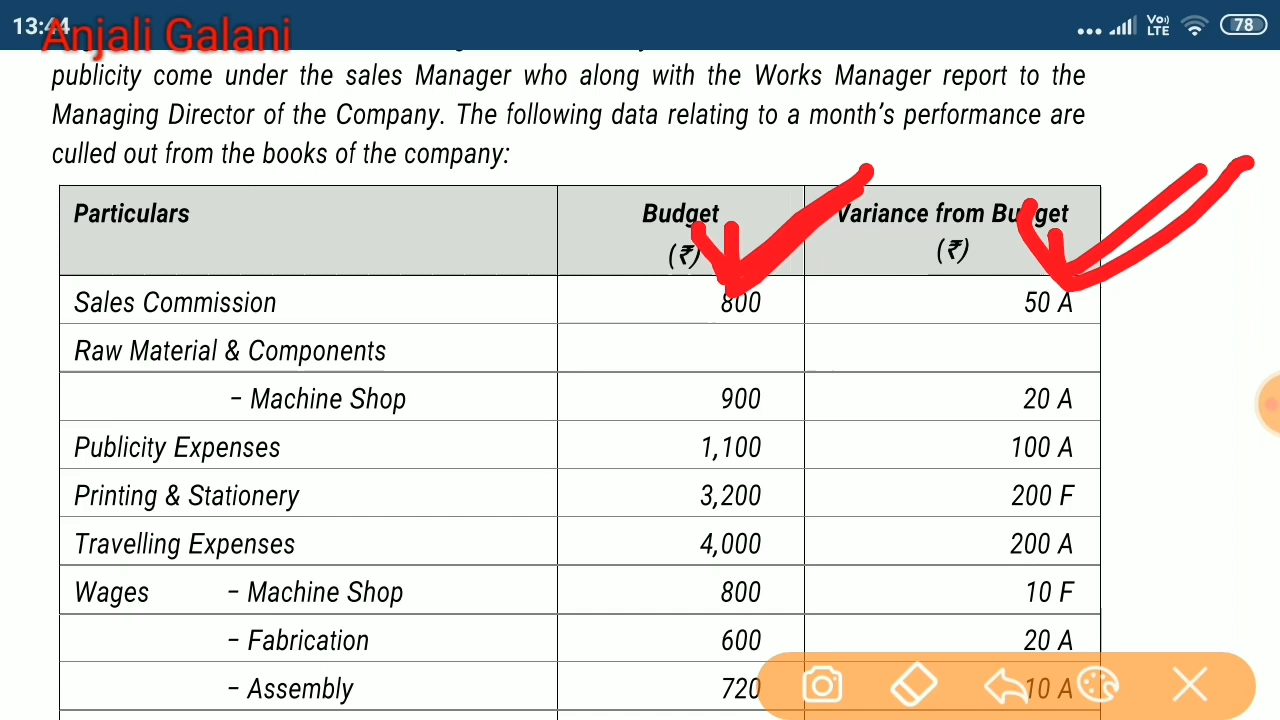 13:44
Anjali Galani
Vo))
LTE
78
publicity come under the sales Manager who along with the Works Manager report to the
Managing Director of the Company. The following data relating to a month's performance are
culled out from the books of the company:
Particulars Budget (₹) Variance from Budget (₹)
Sales Commission 800 50 A
Raw Material & Components
– Machine Shop 900 20 A
Publicity Expenses 1,100 100 A
Printing & Stationery 3,200 200 F
Travelling Expenses 4,000 200 A
Wages – Machine Shop 800 10 F
– Fabrication 600 20 A
– Assembly 720 10 A